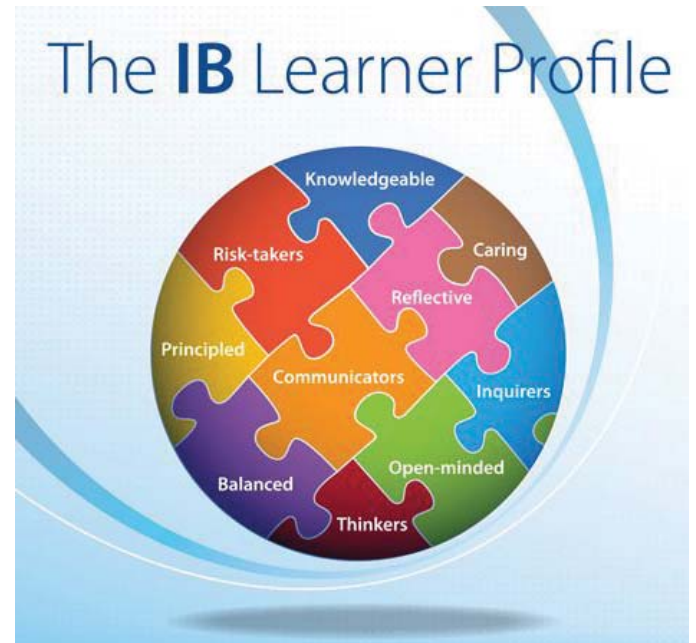 The IB Learner Profile
Knowledgeable
Risk-takers
Caring
Reflective
Principled
Communicators
Inquirers
Balanced
Open-minded
Thinkers